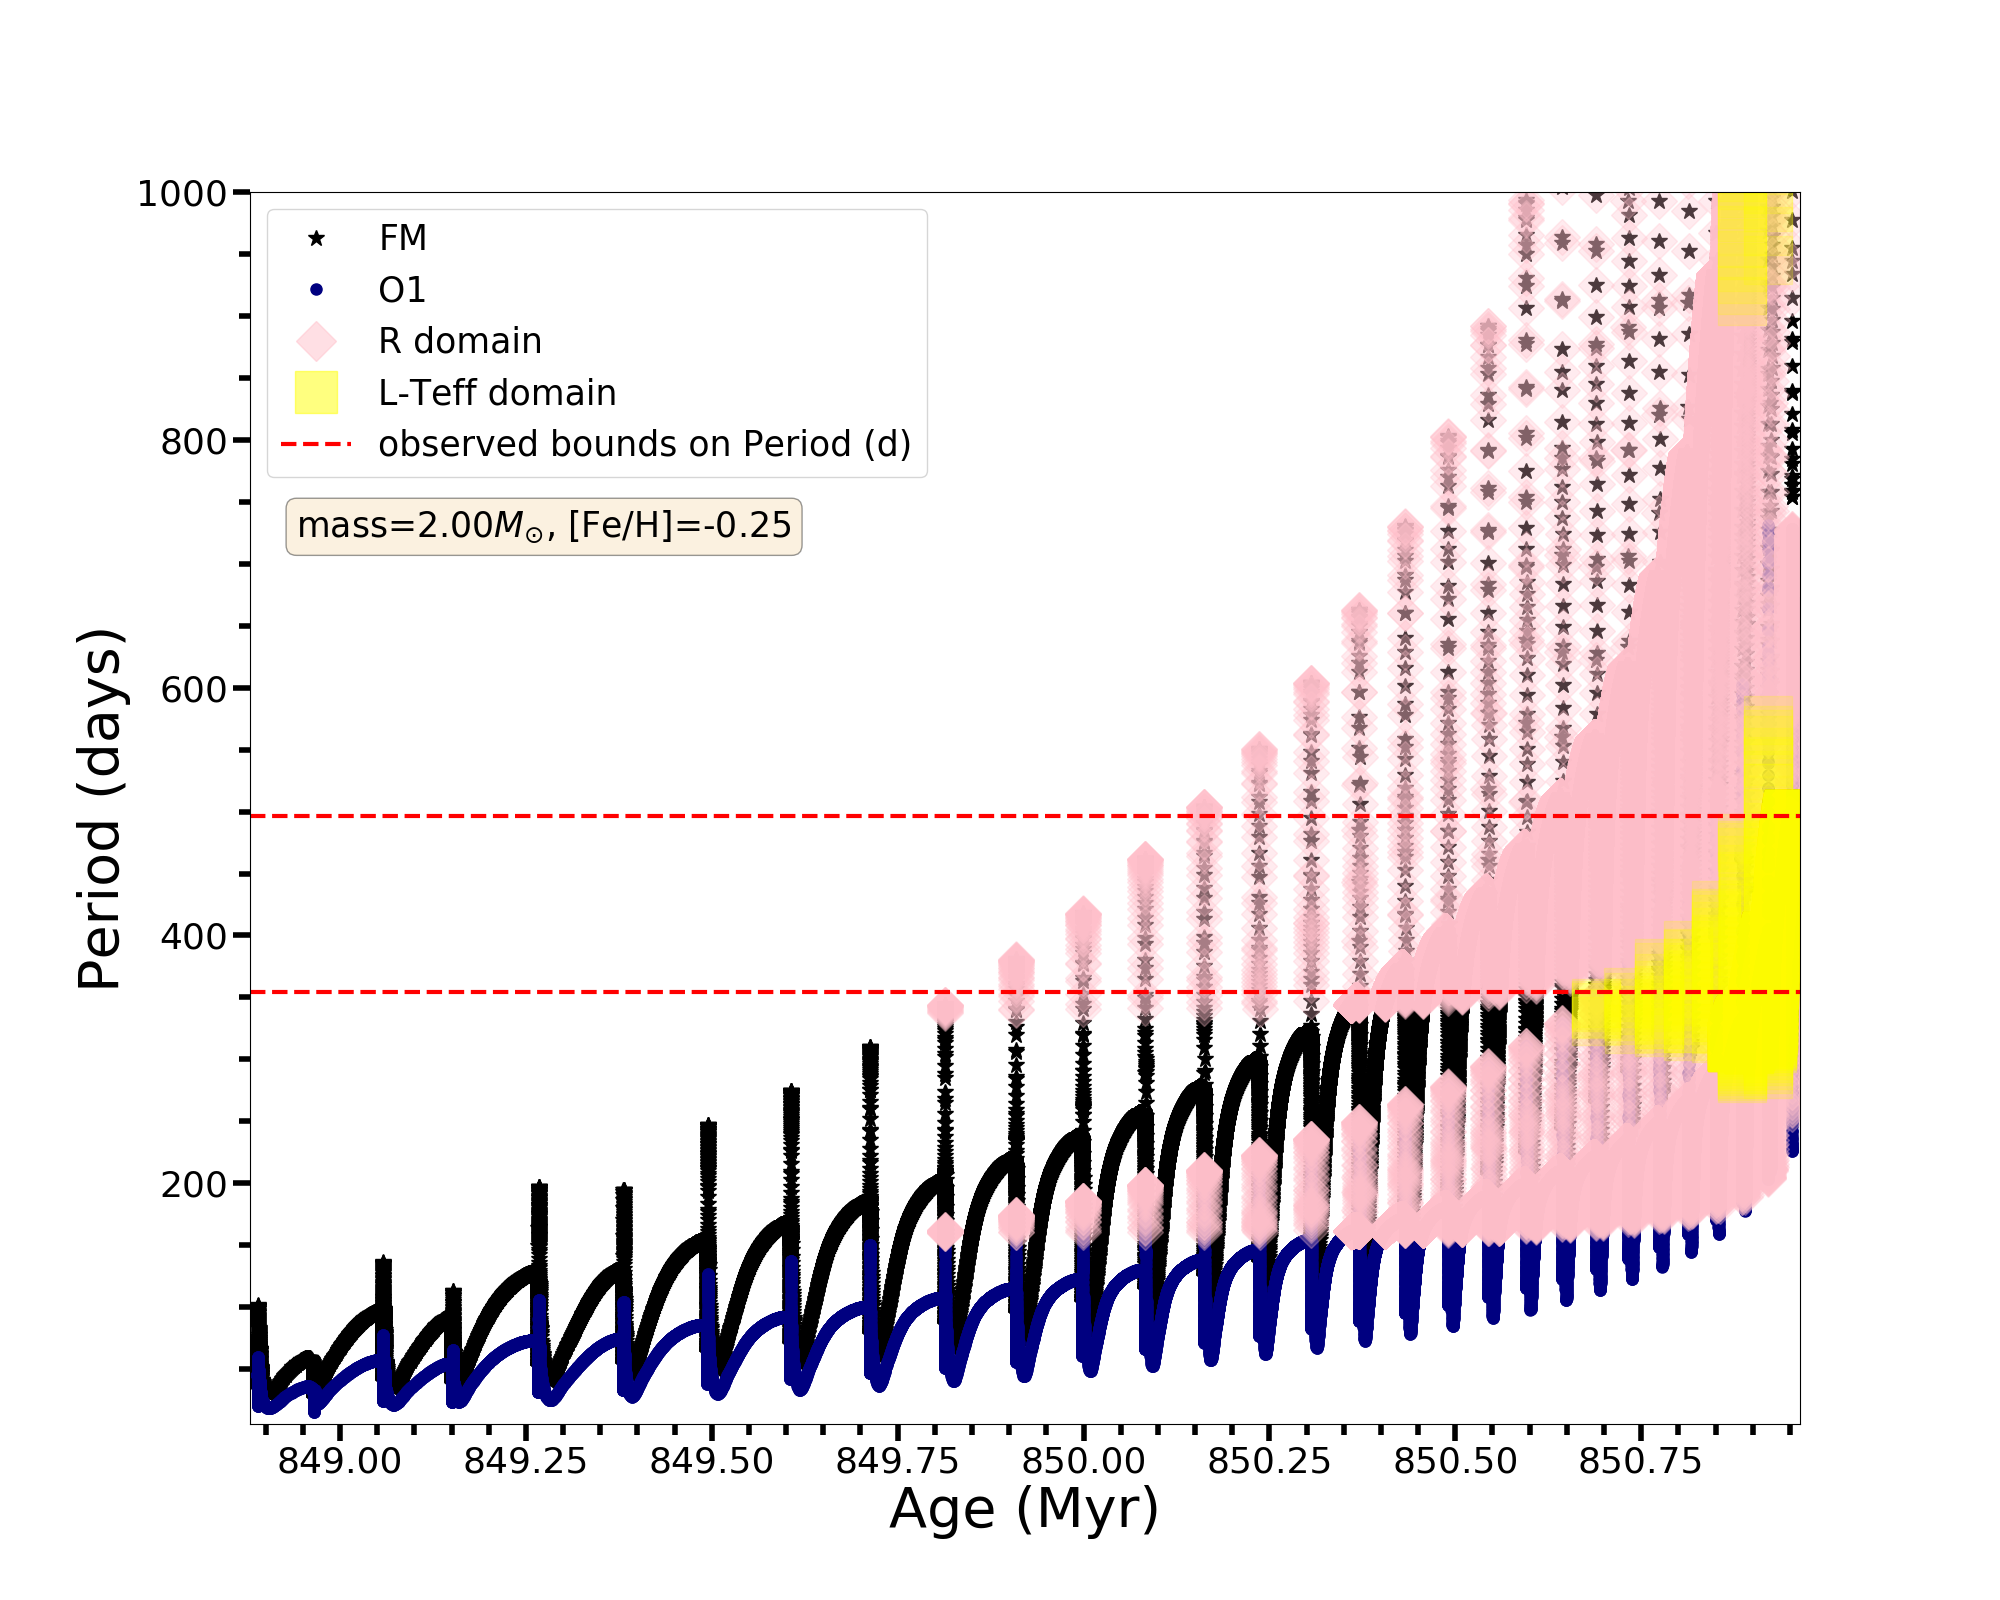 1000
800
600
400
200
Period (days)
FM
O1
R domain
L-Teff domain
observed bounds on Period (d)
mass=2.00M⊙, [Fe/H]=-0.25
849.00 849.25 849.50 849.75 850.00 850.25 850.50 850.75
Age (Myr)